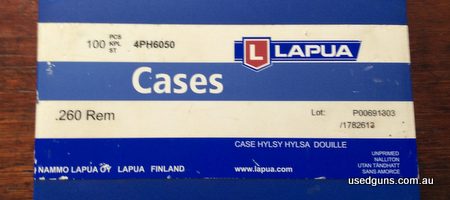 100 PCS KPL ST 4PH6050
L LAPUA
Cases
.260 Rem
Lot: P00691303
/1782613
CASE HYLSY HYLSA DOUILLE
UNPRIMED
NALLITON
UTAN TÄNDHATT
SANS AMORCE
NAMMO LAPUA OY LAPUA FINLAND
www.lapua.com
usedguns.com.au